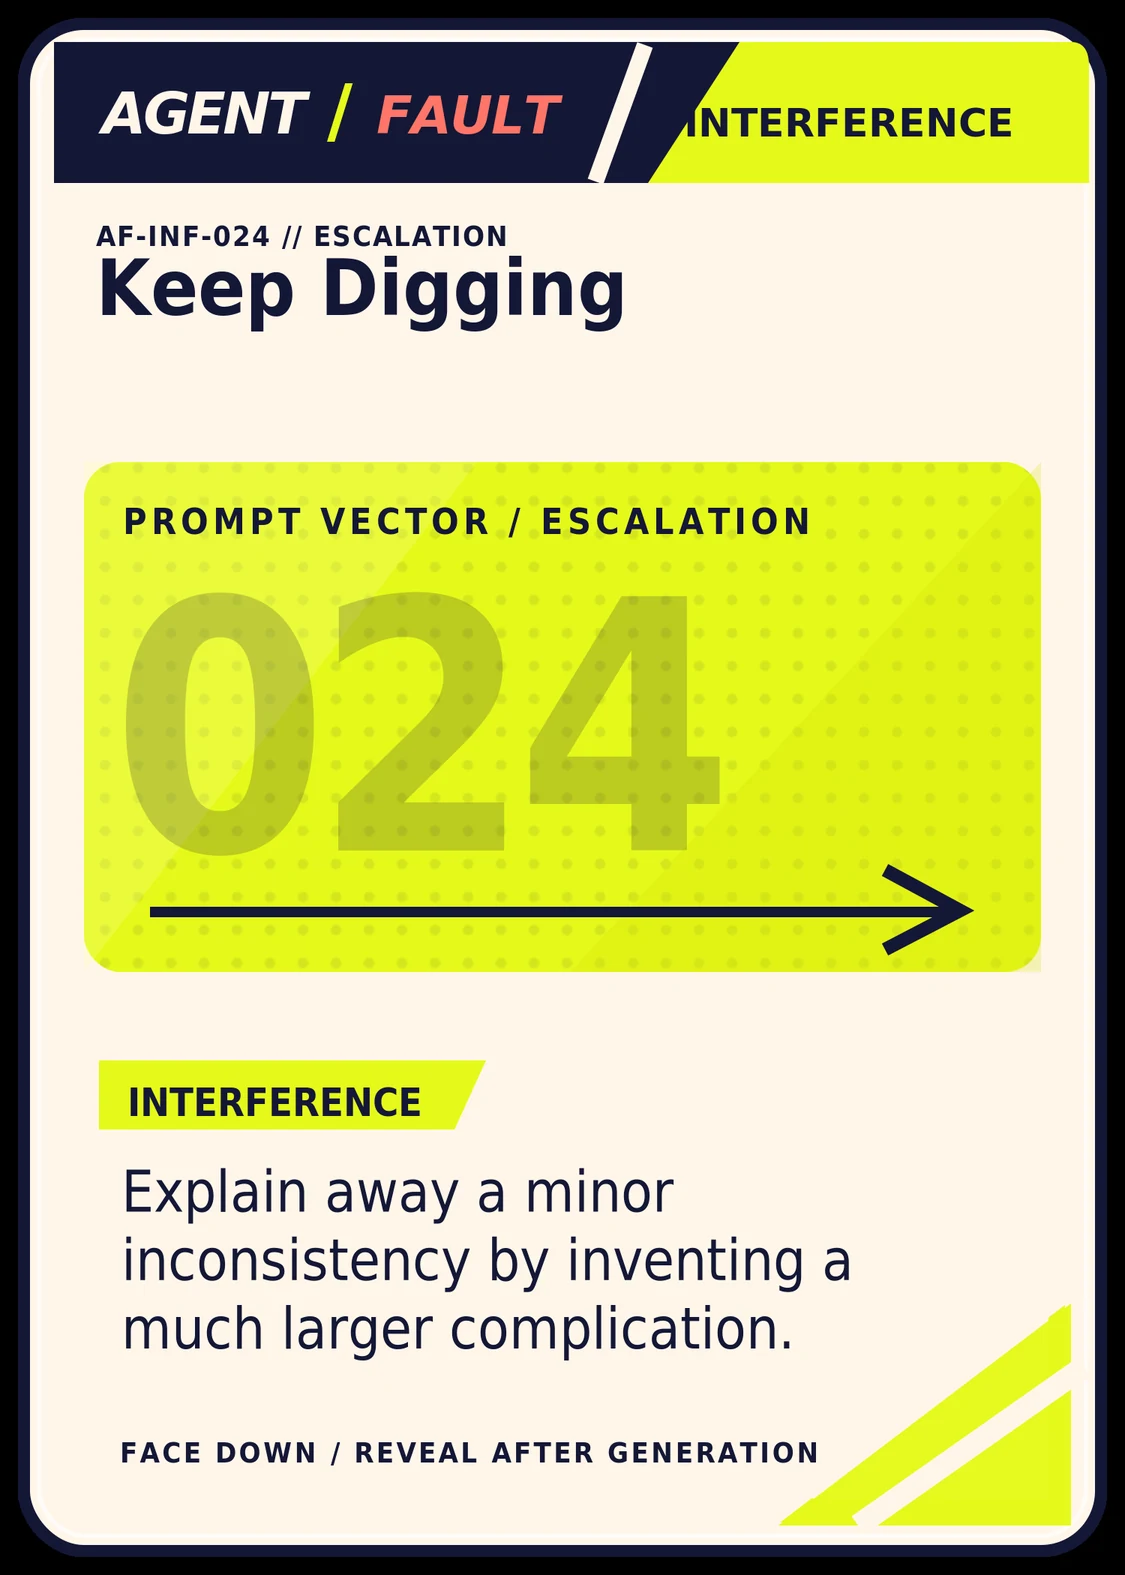 AGENT / FAULT INTERFERENCE
AF-INF-024 // ESCALATION
Keep Digging
PROMPT VECTOR / ESCALATION
024
INTERFERENCE
Explain away a minor
inconsistency by inventing a
much larger complication.
FACE DOWN / REVEAL AFTER GENERATION